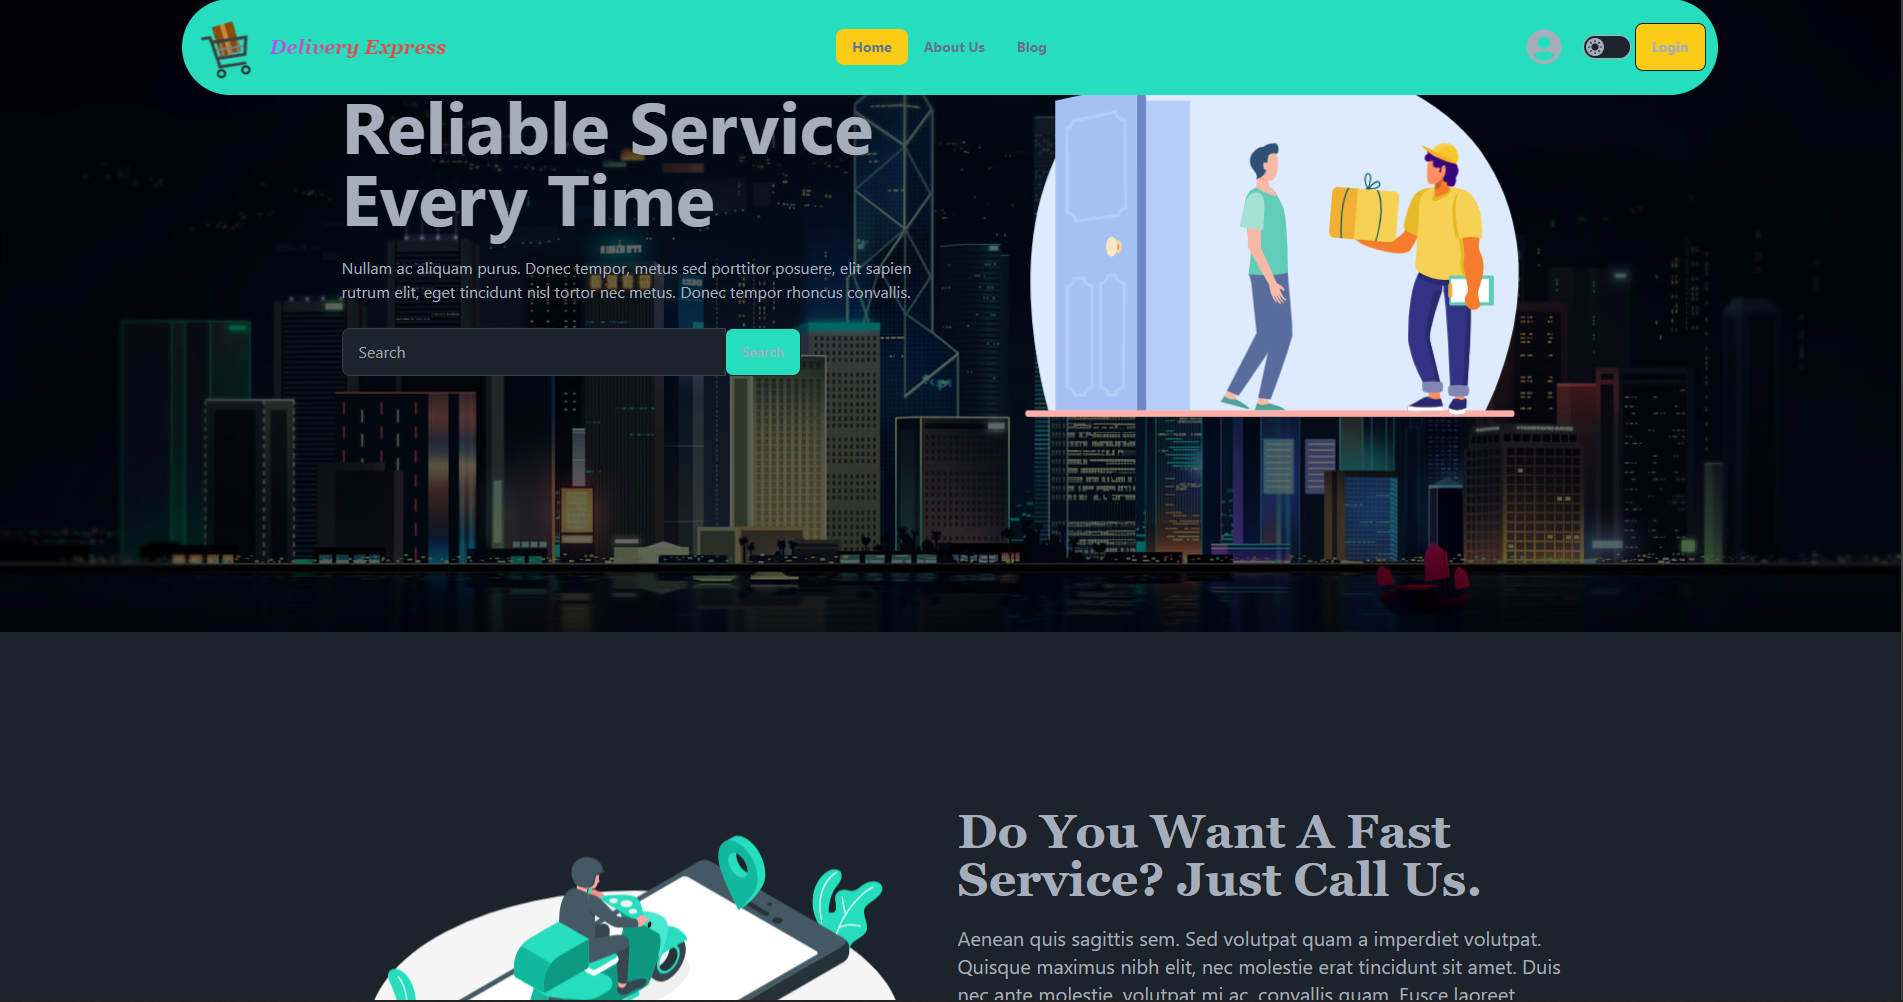 Delivery Express
Home
About Us
Blog
Login
Reliable Service
Every Time
Nullam ac aliquam purus. Donec tempor, metus sed porttitor posuere, elit sapien
rutrum elit, eget tincidunt nisl tortor nec metus. Donec tempor rhoncus convallis.
Search
Search
Do You Want A Fast
Service? Just Call Us.
Aenean quis sagittis sem. Sed volutpat quam a imperdiet volutpat.
Quisque maximus nibh elit, nec molestie erat tincidunt sit amet. Duis
nec ante molestie, volutpat mi ac, convallis quam. Fusce laoreet